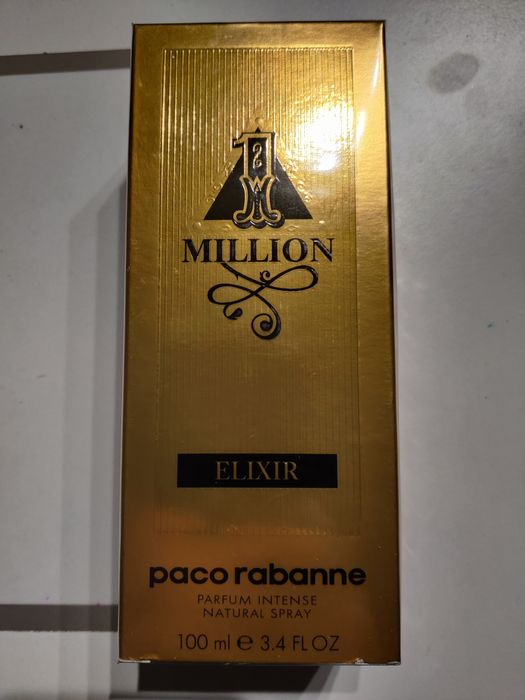 1
MILLION
ELIXIR
paco rabanne
PARFUM INTENSE
NATURAL SPRAY
100 ml ℮ 3.4 FL OZ